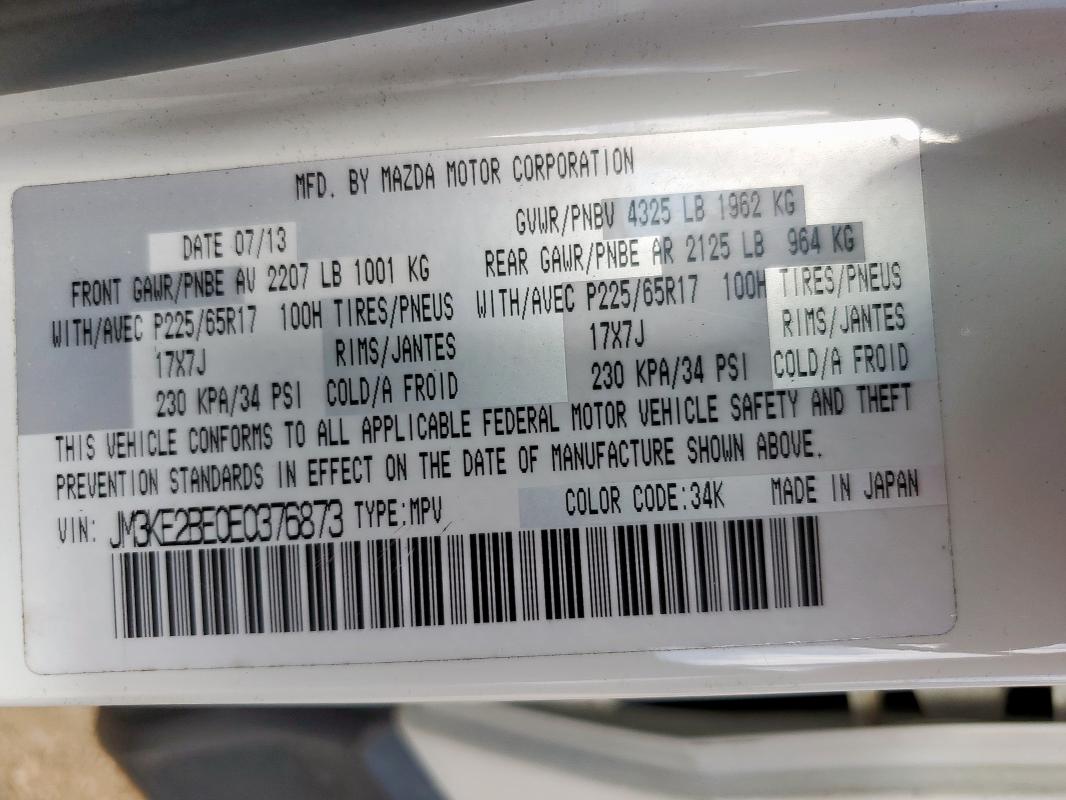 MFD. BY MAZDA MOTOR CORPORATION
DATE 07/13 GVWR/PNBV 4325 LB 1962 KG
FRONT GAWR/PNBE AV 2207 LB 1001 KG REAR GAWR/PNBE AR 2125 LB 964 KG
WITH/AVEC P225/65R17 100H TIRES/PNEUS WITH/AVEC P225/65R17 100H TIRES/PNEUS
17X7J RIMS/JANTES 17X7J RIMS/JANTES
230 KPA/34 PSI COLD/A FROID 230 KPA/34 PSI COLD/A FROID
THIS VEHICLE CONFORMS TO ALL APPLICABLE FEDERAL MOTOR VEHICLE SAFETY AND THEFT
PREVENTION STANDARDS IN EFFECT ON THE DATE OF MANUFACTURE SHOWN ABOVE.
VIN: JM3KE2BE0E0376873 TYPE:MPV COLOR CODE:34K MADE IN JAPAN